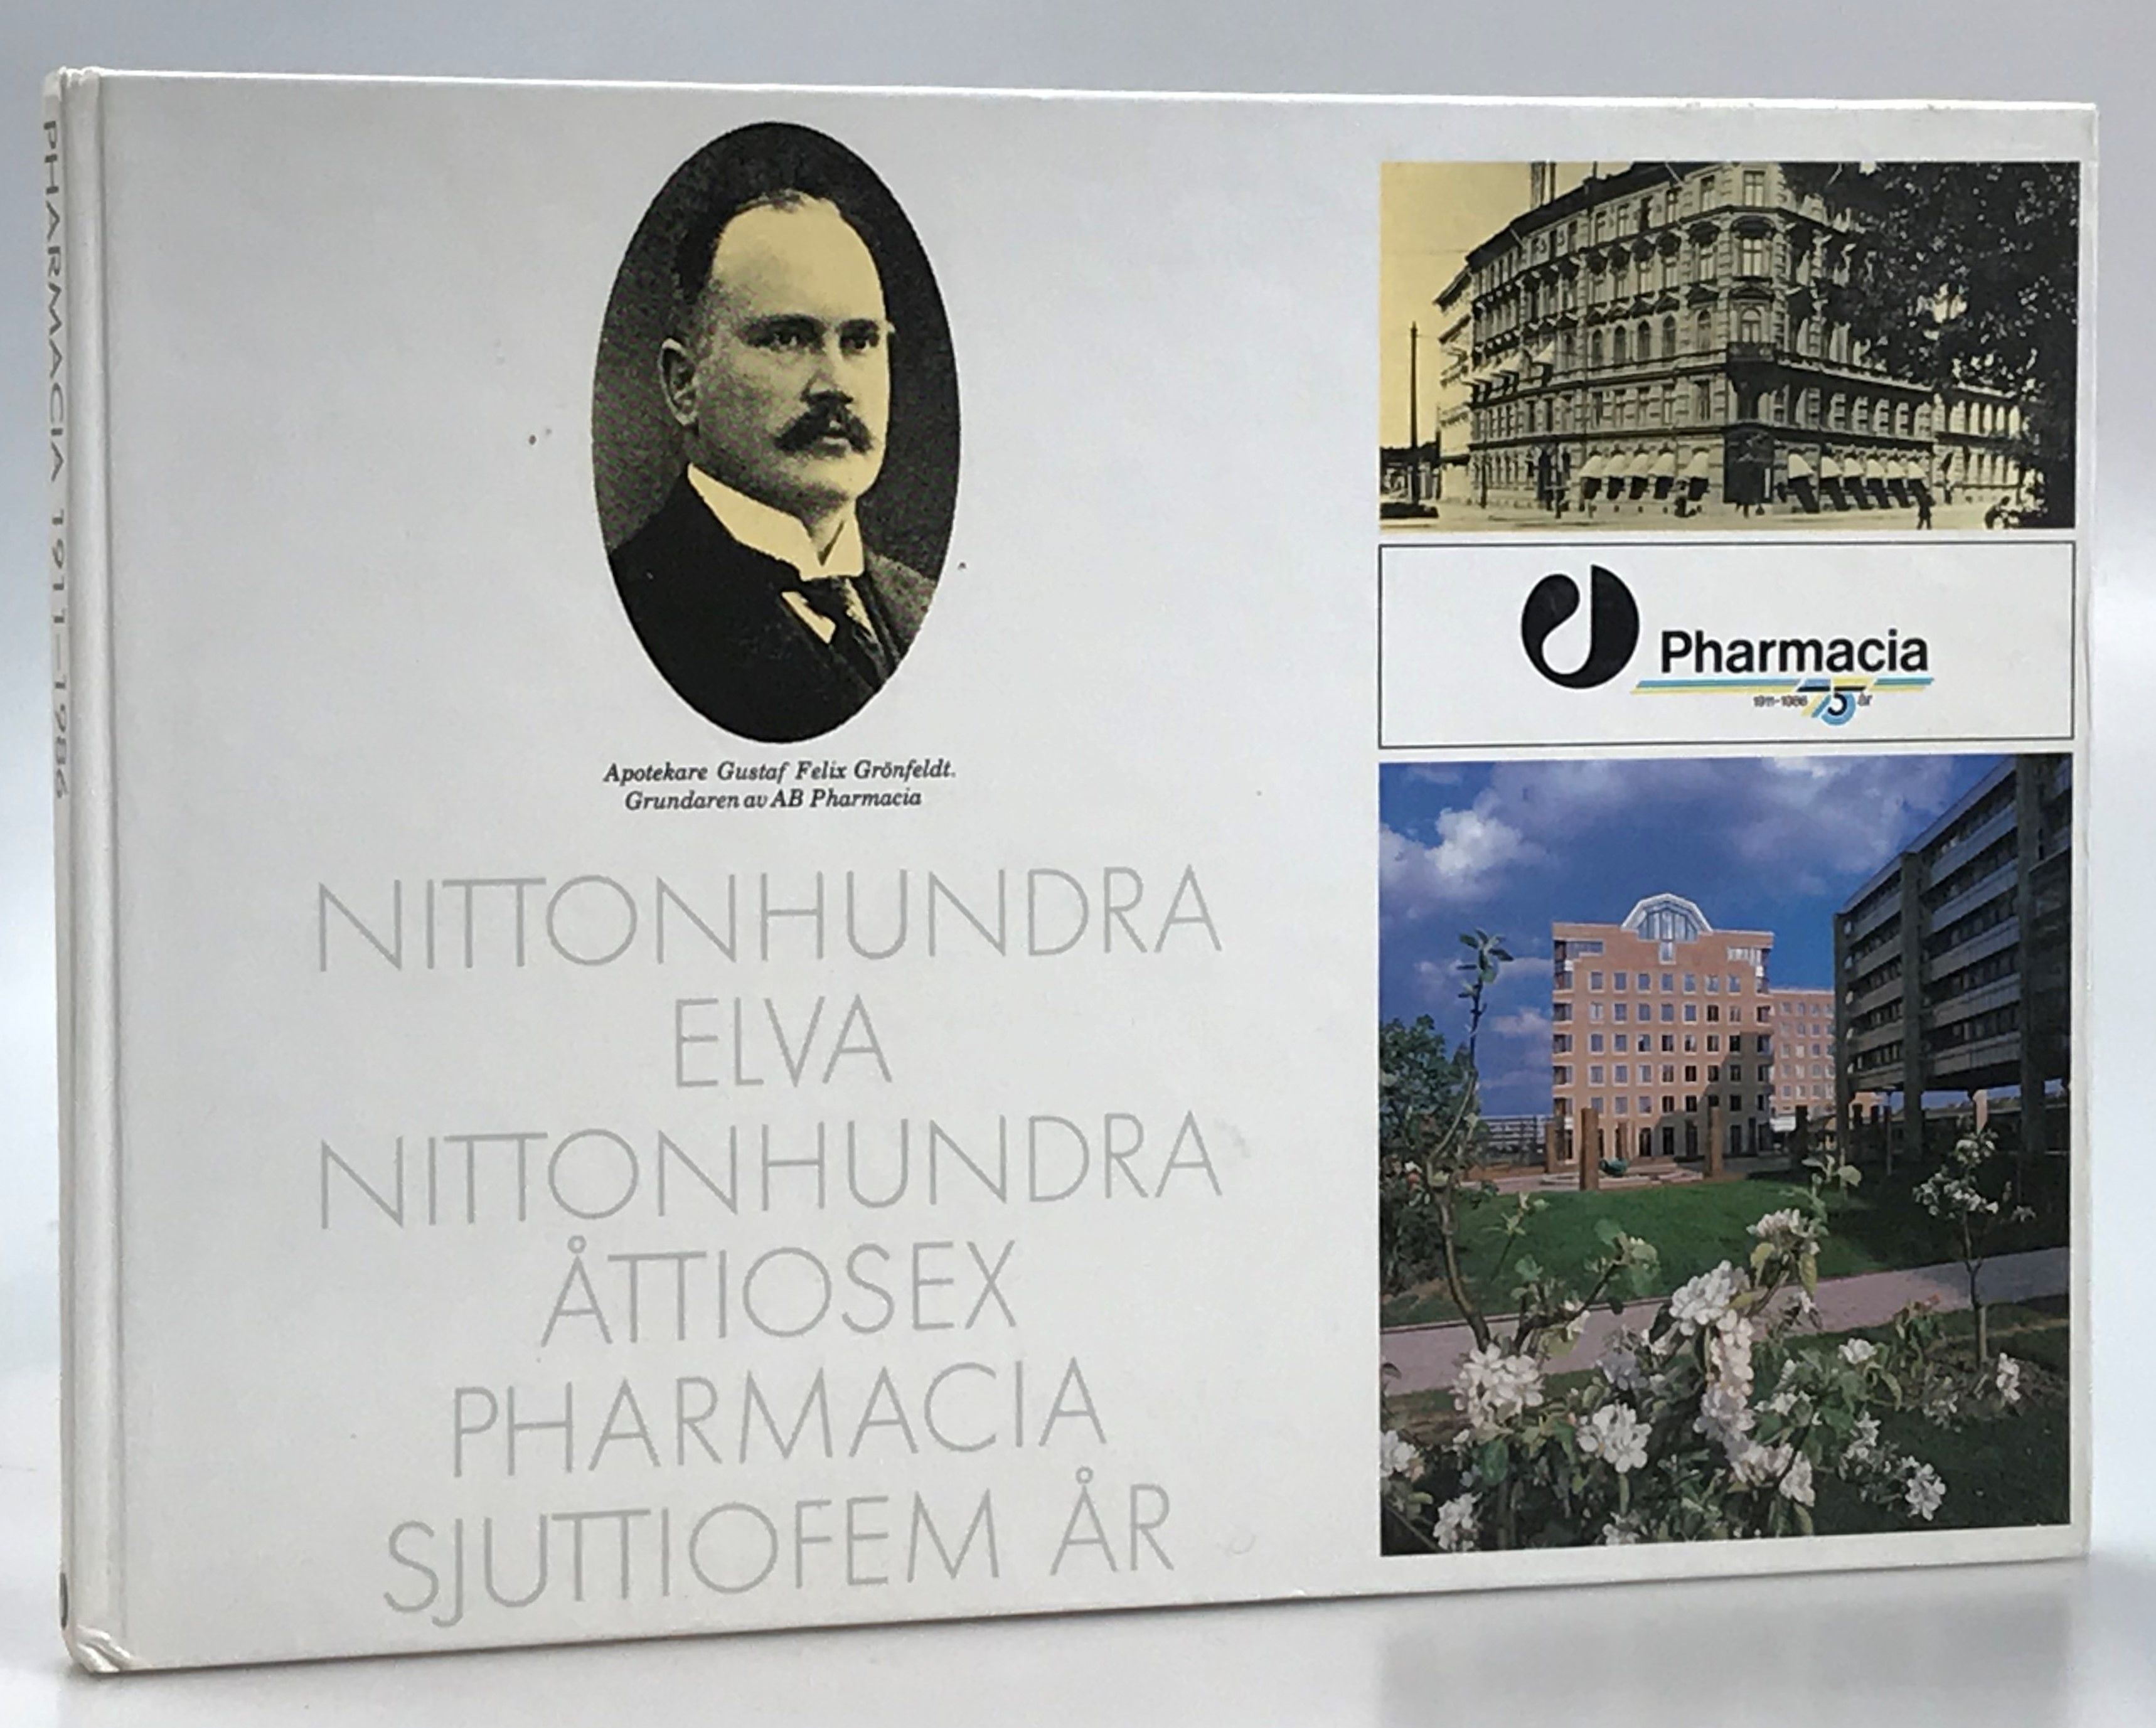 PHARMACIA 1911-1986
Apotekare Gustaf Felix Grönfeldt.
Grundaren av AB Pharmacia
NITTONHUNDRA
ELVA
NITTONHUNDRA
ÅTTIOSEX
PHARMACIA
SJUTTIOFEM ÅR
Pharmacia
1911-1986 75 år